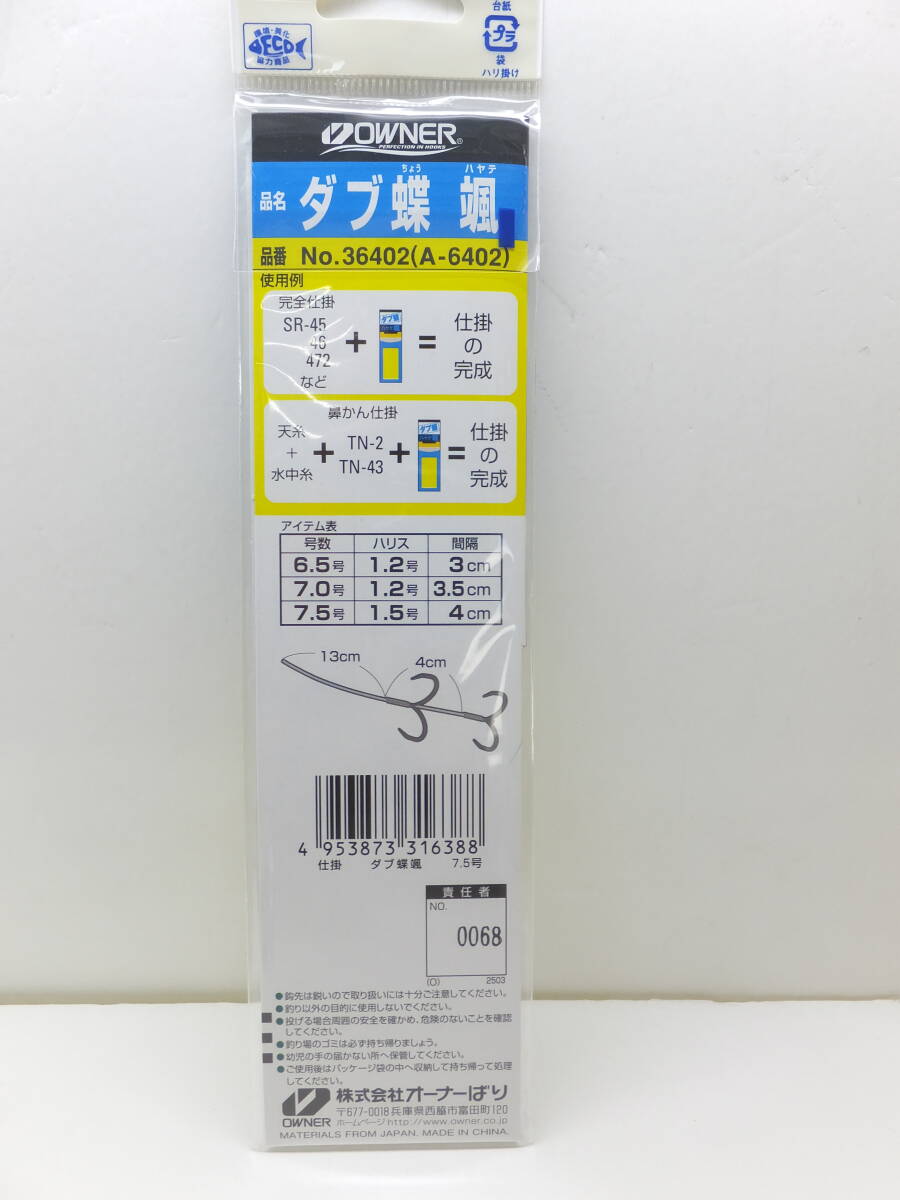 環境・美化
ECO
協力商品
台紙
プラ
袋
ハリ掛け
OWNER
PERFECTION IN HOOKS
ちょう ハヤテ
品名 ダブ蝶 颯
品番 No.36402(A-6402)
使用例
完全仕掛
SR-45
46
472
など
+
ダブ蝶
=
仕掛
の
完成
鼻かん仕掛
天糸
+
水中糸
+
TN-2
TN-43
+
ダブ蝶
=
仕掛
の
完成
アイテム表
号数 ハリス 間隔
6.5号 1.2号 3cm
7.0号 1.2号 3.5cm
7.5号 1.5号 4cm
13cm 4cm
4 953873 316388
仕掛 ダブ蝶颯 7.5号
責任者
NO.
0068
(O) 2503
●鈎先は鋭いので取り扱いには十分ご注意してください。
●釣り以外の目的に使用しないでください。
●投げる場合周囲の安全を確かめ、危険のないことを確認
してください。
●釣り場のゴミは必ず持ち帰りましょう。
●幼児の手の届かない所へ保管してください。
●ご使用後はパッケージ袋の中へ収納して持ち帰って処理
してください。
OWNER
株式会社オーナーばり
〒677-0018 兵庫県西脇市富田町120
ホームページ http://www.owner.co.jp
MATERIALS FROM JAPAN. MADE IN CHINA.